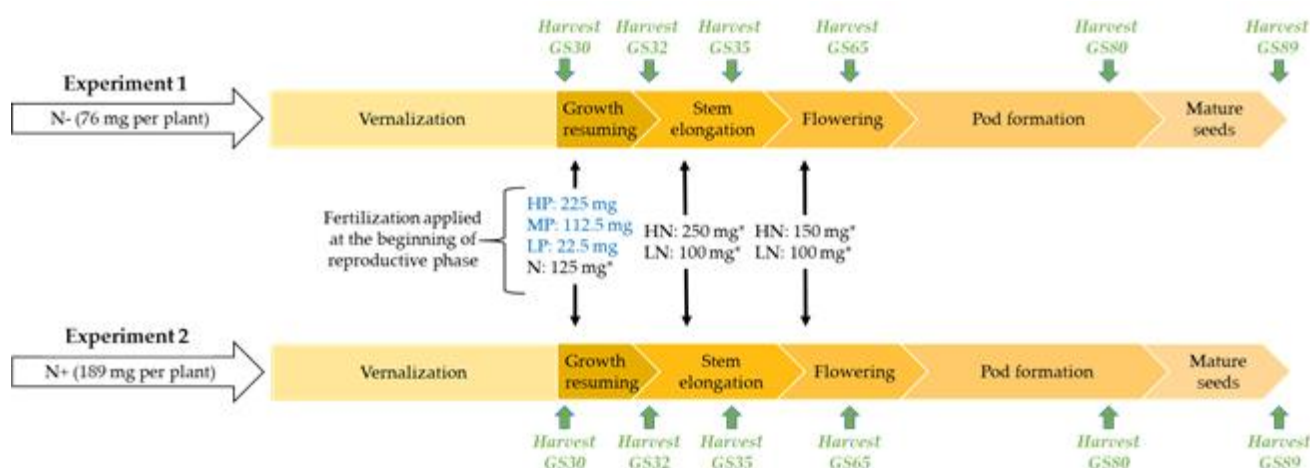 Harvest GS30
Harvest GS32
Harvest GS35
Harvest GS65
Harvest GS80
Harvest GS89
Experiment 1
N- (76 mg per plant)
Vernalization
Growth resuming
Stem elongation
Flowering
Pod formation
Mature seeds
Fertilization applied
at the beginning of
reproductive phase
HP: 225 mg
MP: 112.5 mg
LP: 22.5 mg
N: 125 mg*
HN: 250 mg*
LN: 100 mg*
HN: 150 mg*
LN: 100 mg*
Experiment 2
N+ (189 mg per plant)
Vernalization
Growth resuming
Stem elongation
Flowering
Pod formation
Mature seeds
Harvest GS30
Harvest GS32
Harvest GS35
Harvest GS65
Harvest GS80
Harvest GS89